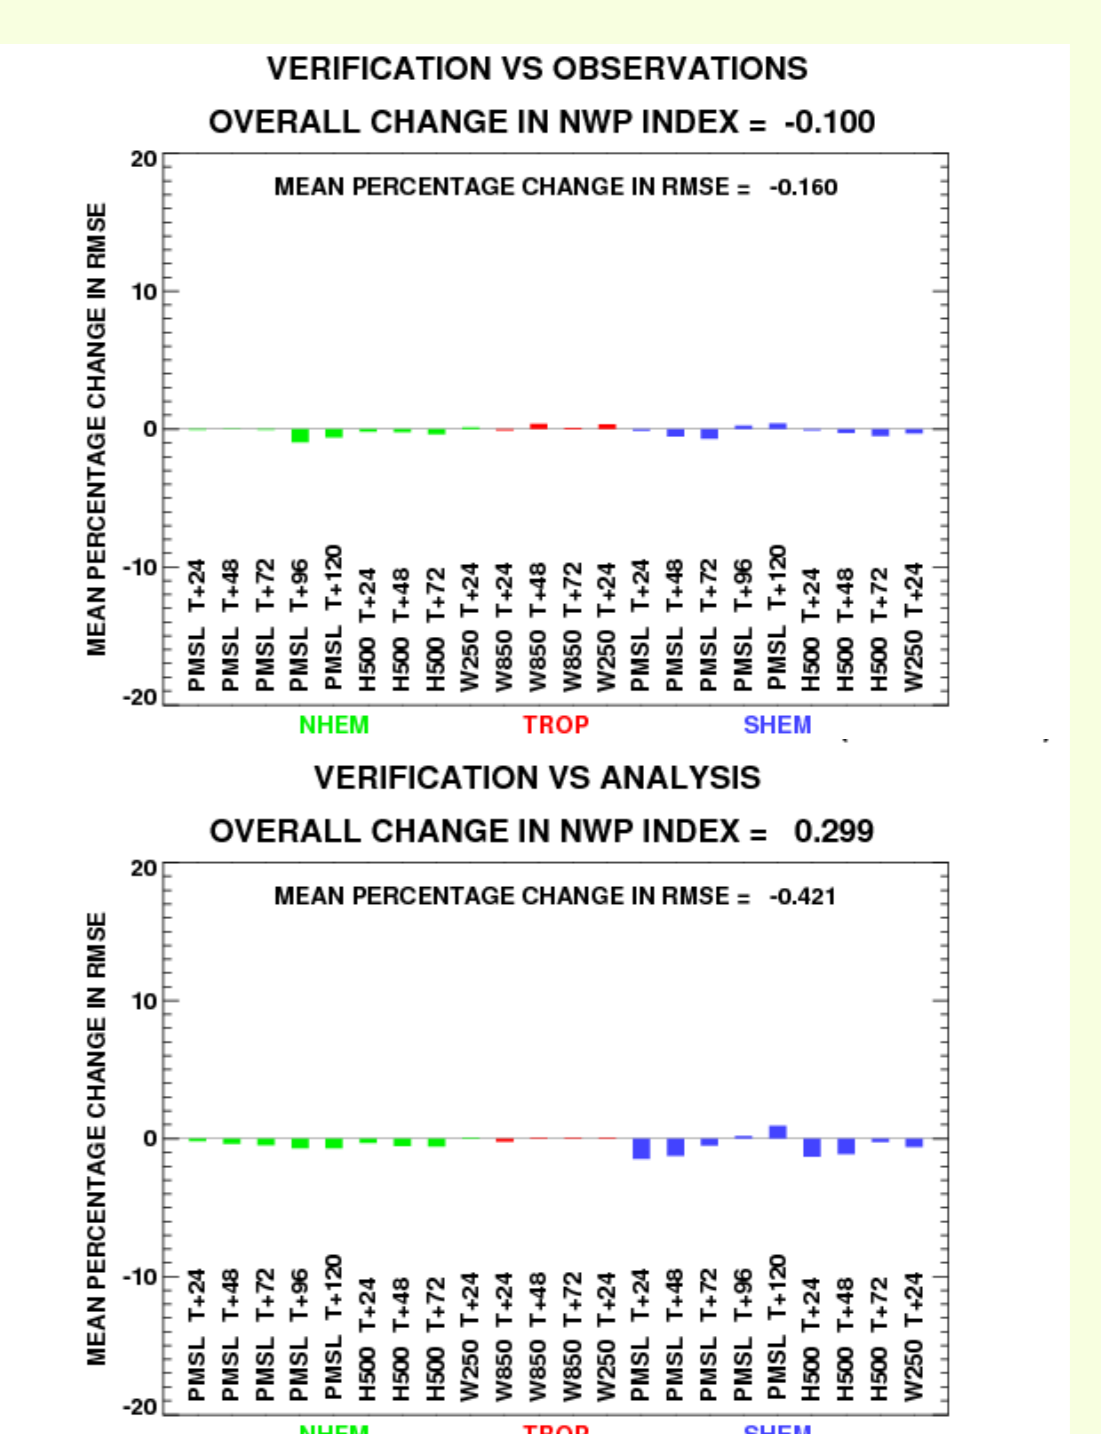 VERIFICATION VS OBSERVATIONS
OVERALL CHANGE IN NWP INDEX = -0.100
MEAN PERCENTAGE CHANGE IN RMSE = -0.160
MEAN PERCENTAGE CHANGE IN RMSE
20
10
0
-10
-20
PMSL T+24
PMSL T+48
PMSL T+72
PMSL T+96
PMSL T+120
H500 T+24
H500 T+48
H500 T+72
W250 T+24
W850 T+24
W850 T+48
W850 T+72
W250 T+24
PMSL T+24
PMSL T+48
PMSL T+72
PMSL T+96
PMSL T+120
H500 T+24
H500 T+48
H500 T+72
W250 T+24
NHEM TROP SHEM
VERIFICATION VS ANALYSIS
OVERALL CHANGE IN NWP INDEX = 0.299
MEAN PERCENTAGE CHANGE IN RMSE = -0.421
MEAN PERCENTAGE CHANGE IN RMSE
20
10
0
-10
-20
PMSL T+24
PMSL T+48
PMSL T+72
PMSL T+96
PMSL T+120
H500 T+24
H500 T+48
H500 T+72
W250 T+24
W850 T+24
W850 T+48
W850 T+72
W250 T+24
PMSL T+24
PMSL T+48
PMSL T+72
PMSL T+96
PMSL T+120
H500 T+24
H500 T+48
H500 T+72
W250 T+24
NHEM TROP SHEM